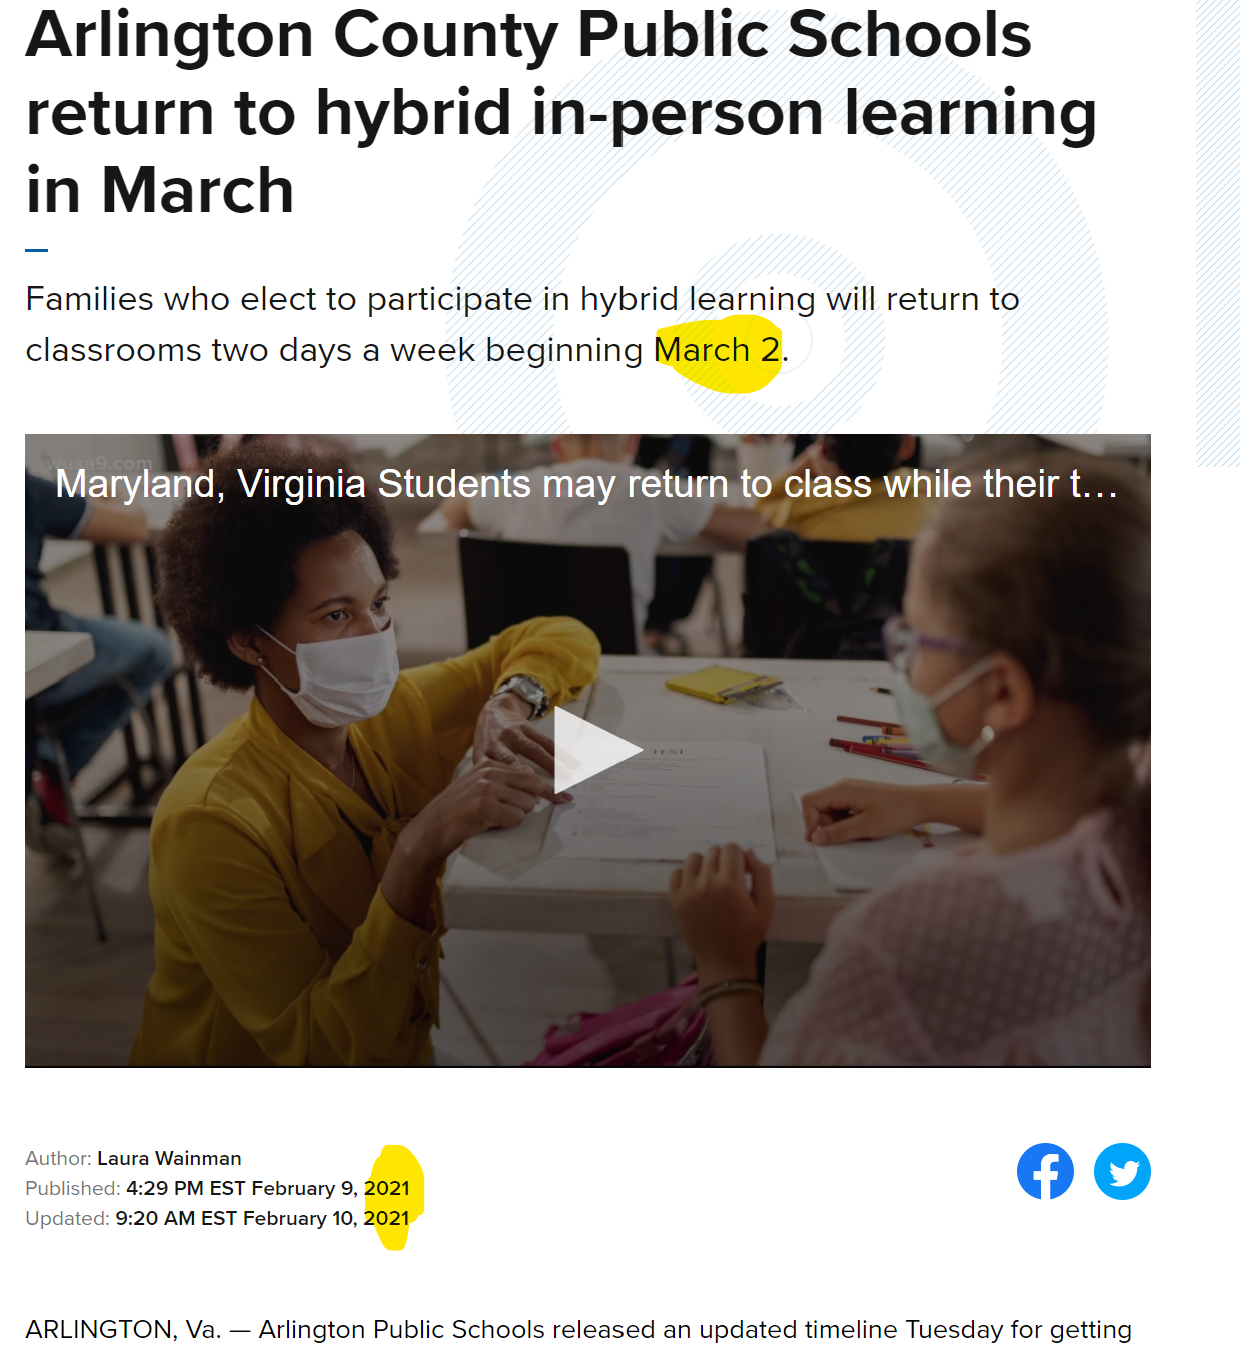 Arlington County Public Schools
return to hybrid in-person learning
in March
Families who elect to participate in hybrid learning will return to
classrooms two days a week beginning March 2.
wusa9.com
Maryland, Virginia Students may return to class while their t…
TEST
Author: Laura Wainman
Published: 4:29 PM EST February 9, 2021
Updated: 9:20 AM EST February 10, 2021
ARLINGTON, Va. — Arlington Public Schools released an updated timeline Tuesday for getting